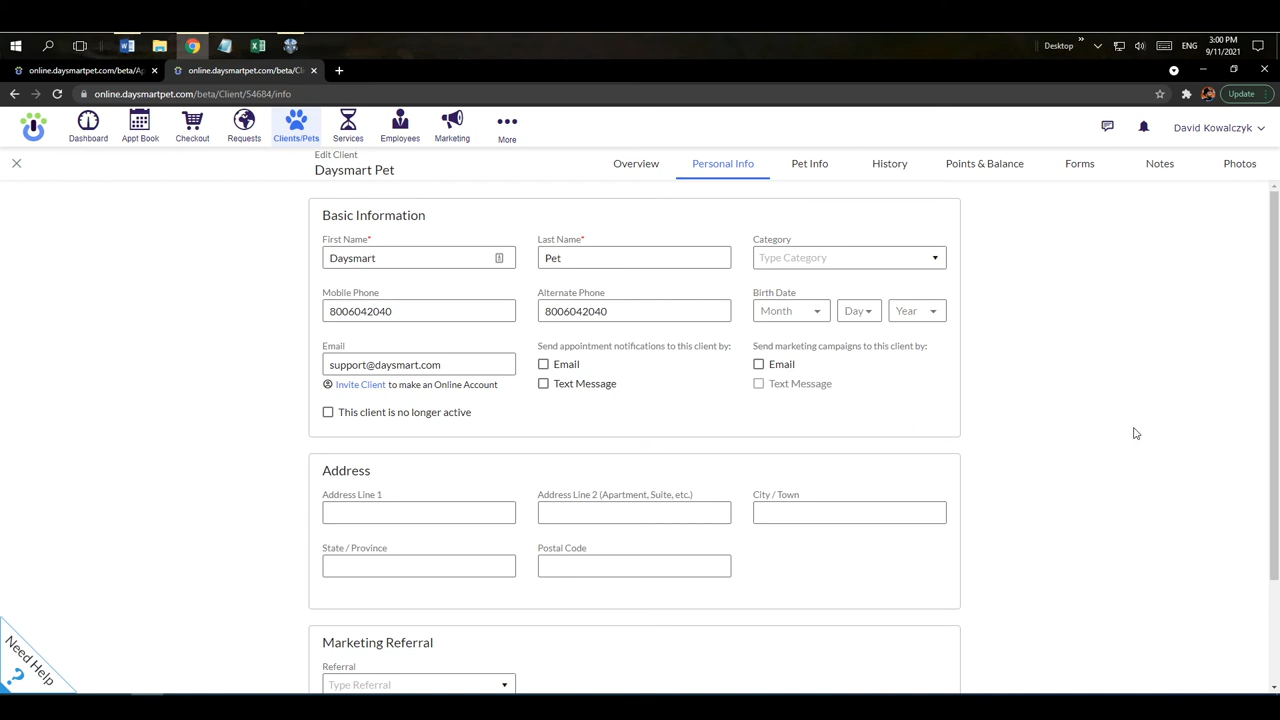 Desktop
»
ENG
3:00 PM
9/11/2021
online.daysmartpet.com/beta/Ap
online.daysmartpet.com/beta/Cli
online.daysmartpet.com/beta/Client/54684/info
Update
Dashboard
Appt Book
Checkout
Requests
Clients/Pets
Services
Employees
Marketing
More
David Kowalczyk
Edit Client
Daysmart Pet
Overview
Personal Info
Pet Info
History
Points & Balance
Forms
Notes
Photos
Basic Information
First Name*
Last Name*
Category
Daysmart
Pet
Type Category
Mobile Phone
Alternate Phone
Birth Date
8006042040
8006042040
Month
Day
Year
Email
Send appointment notifications to this client by:
Send marketing campaigns to this client by:
support@daysmart.com
Email
Email
Invite Client to make an Online Account
Text Message
Text Message
This client is no longer active
Address
Address Line 1
Address Line 2 (Apartment, Suite, etc.)
City / Town
State / Province
Postal Code
Marketing Referral
Referral
Type Referral
Need Help
?